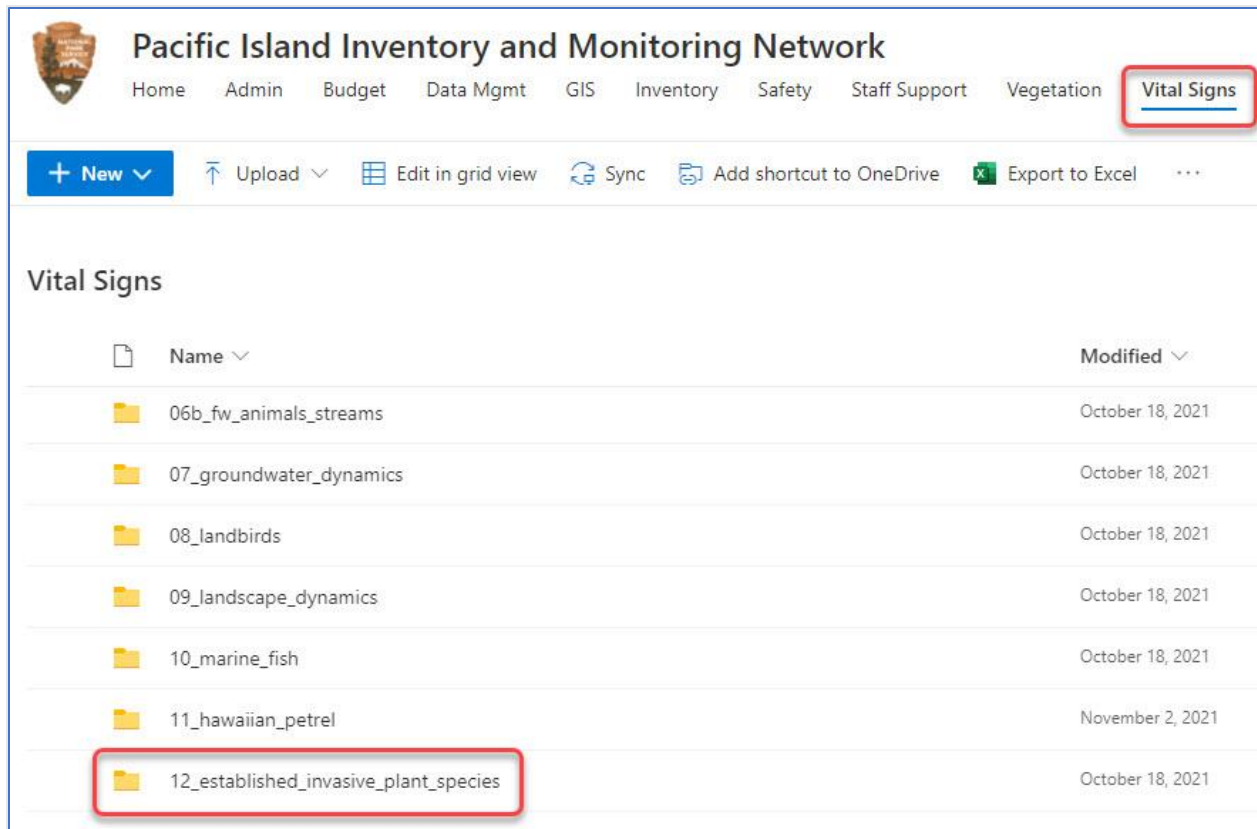 Pacific Island Inventory and Monitoring Network
Home Admin Budget Data Mgmt GIS Inventory Safety Staff Support Vegetation Vital Signs
+ New Upload Edit in grid view Sync Add shortcut to OneDrive Export to Excel ···
Vital Signs
Name Modified
06b_fw_animals_streams October 18, 2021
07_groundwater_dynamics October 18, 2021
08_landbirds October 18, 2021
09_landscape_dynamics October 18, 2021
10_marine_fish October 18, 2021
11_hawaiian_petrel November 2, 2021
12_established_invasive_plant_species October 18, 2021